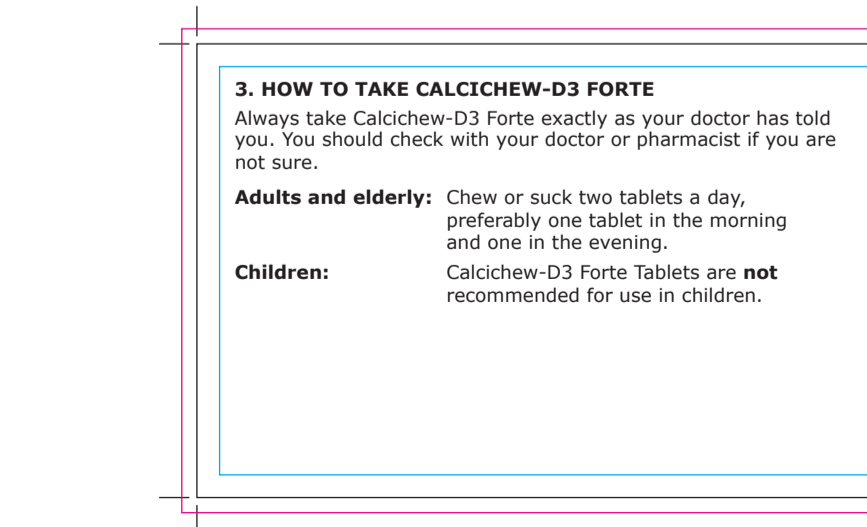 3. HOW TO TAKE CALCICHEW-D3 FORTE
Always take Calcichew-D3 Forte exactly as your doctor has told
you. You should check with your doctor or pharmacist if you are
not sure.
Adults and elderly: Chew or suck two tablets a day,
preferably one tablet in the morning
and one in the evening.
Children: Calcichew-D3 Forte Tablets are not
recommended for use in children.